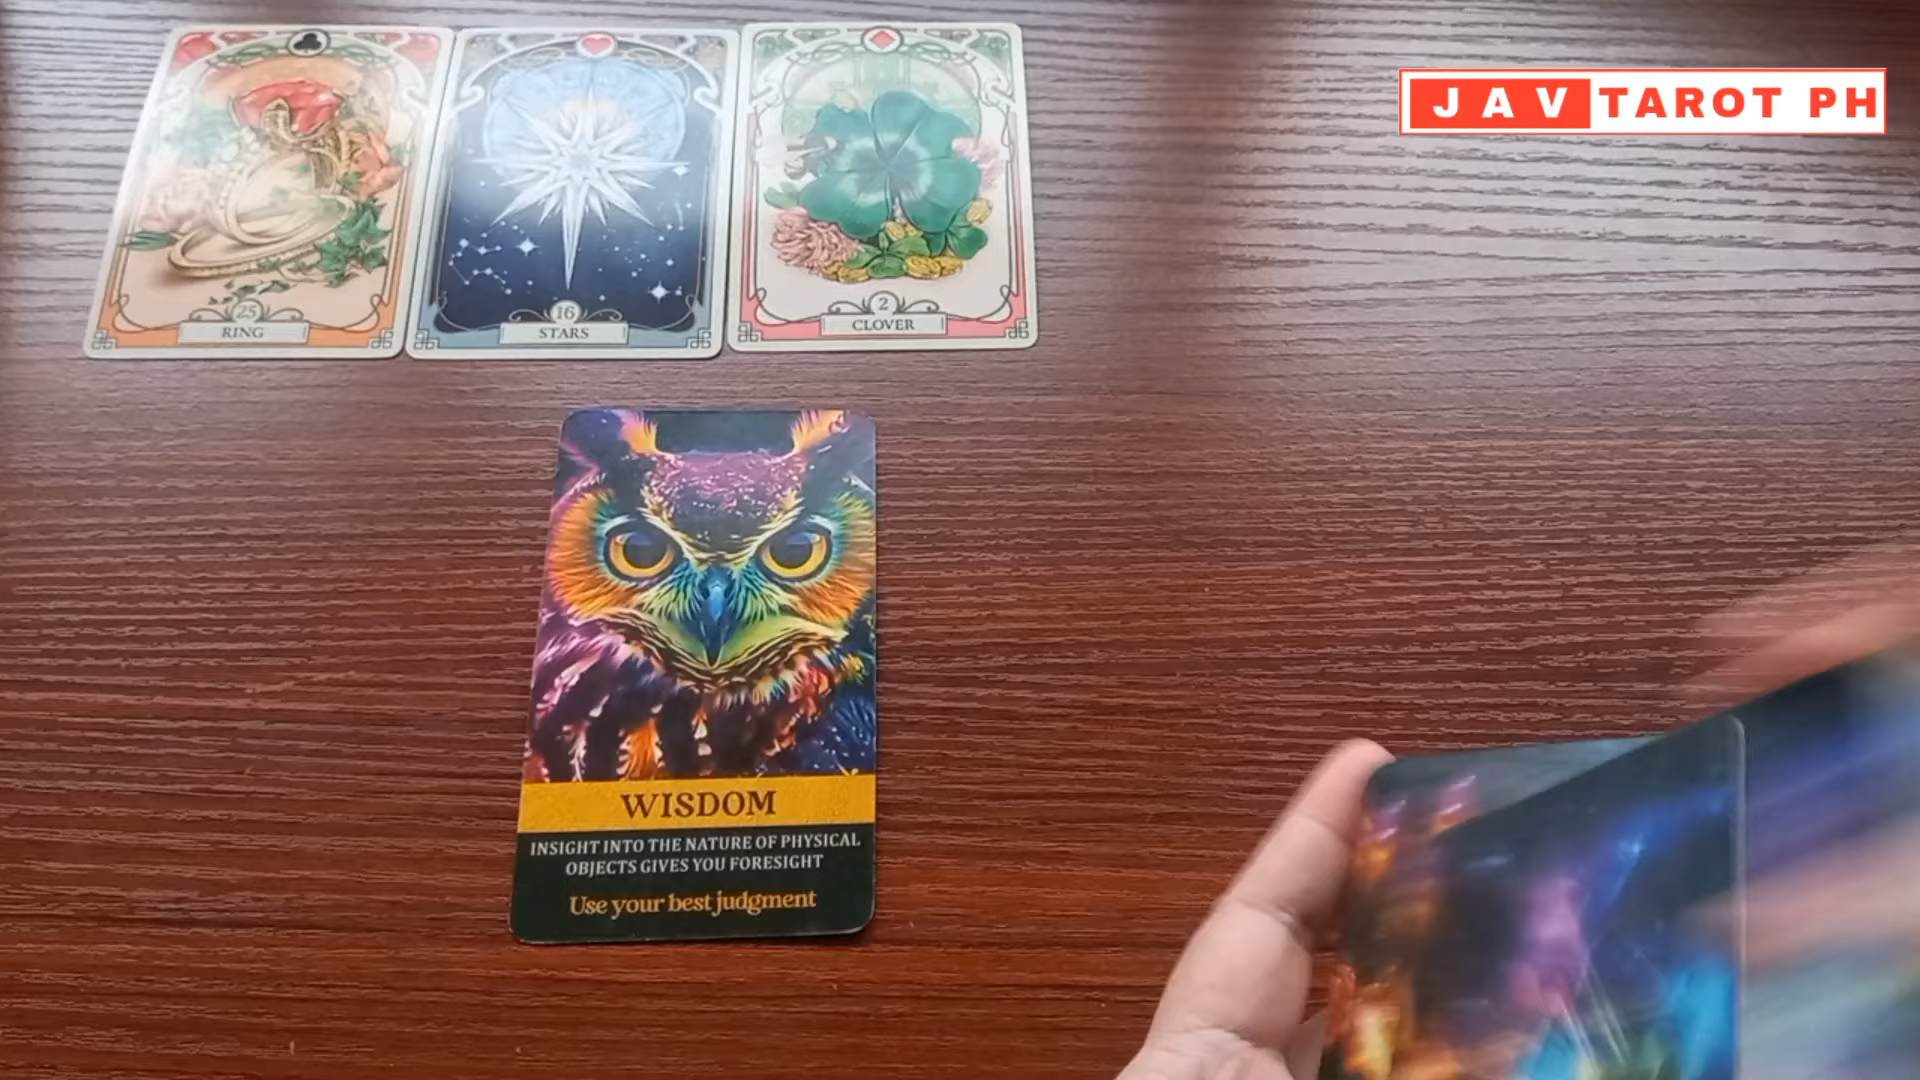 JAV TAROT PH
25
RING
16
STARS
2
CLOVER
WISDOM
INSIGHT INTO THE NATURE OF PHYSICAL
OBJECTS GIVES YOU FORESIGHT
Use your best judgment